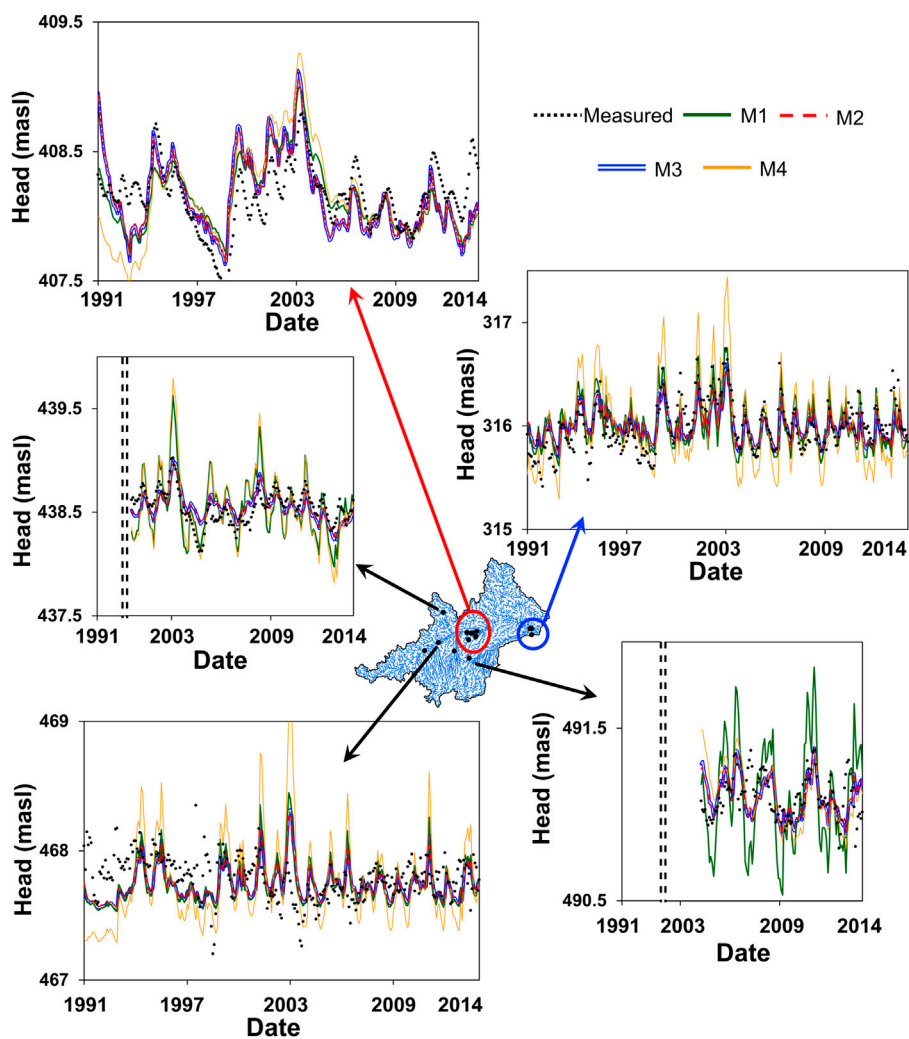 409.5
408.5
407.5
Head (masl)
1991 1997 2003 2009 2014
Date
Measured M1 M2
M3 M4
317
316
315
Head (masl)
1991 1997 2003 2009 2014
Date
439.5
438.5
437.5
Head (masl)
1991 2003 2009 2014
Date
469
468
467
Head (masl)
1991 1997 2003 2009 2014
Date
491.5
490.5
Head (masl)
1991 2003 2009 2014
Date